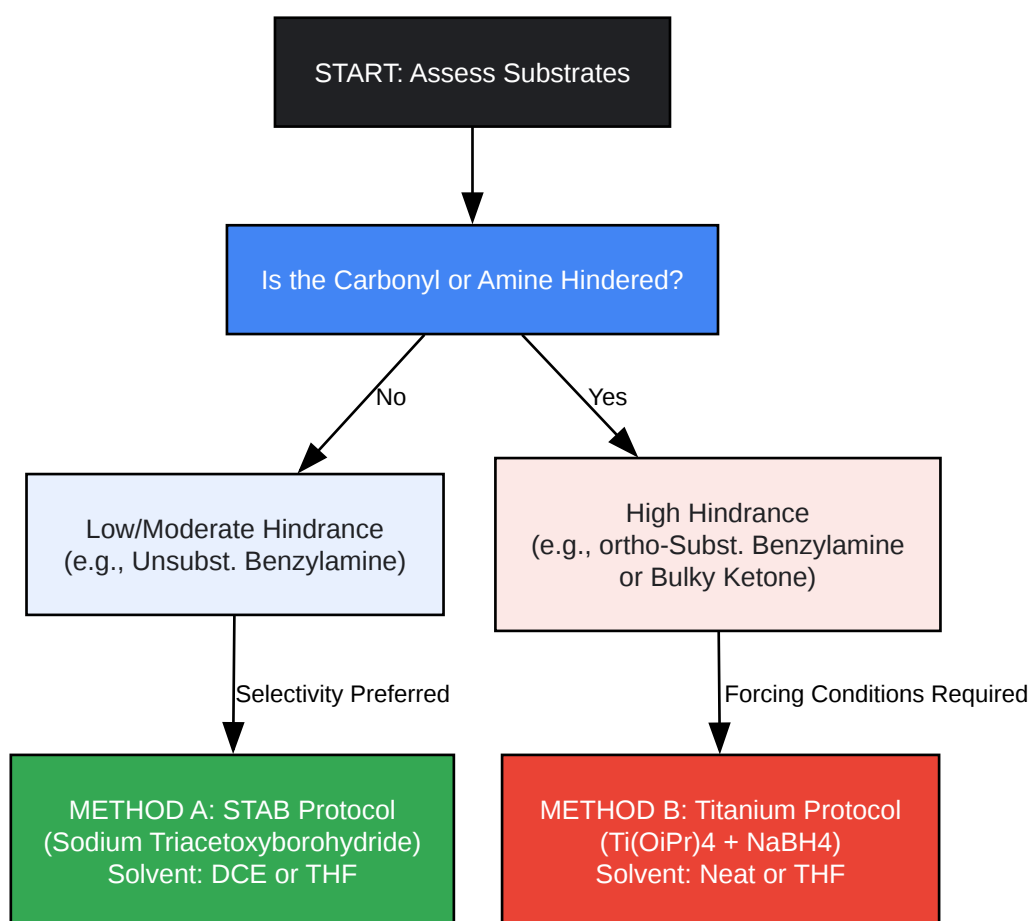 START: Assess Substrates
Is the Carbonyl or Amine Hindered?
No
Yes
Low/Moderate Hindrance
(e.g., Unsubst. Benzylamine)
High Hindrance
(e.g., ortho-Subst. Benzylamine
or Bulky Ketone)
Selectivity Preferred
Forcing Conditions Required
METHOD A: STAB Protocol
(Sodium Triacetoxyborohydride)
Solvent: DCE or THF
METHOD B: Titanium Protocol
(Ti(OiPr)4 + NaBH4)
Solvent: Neat or THF